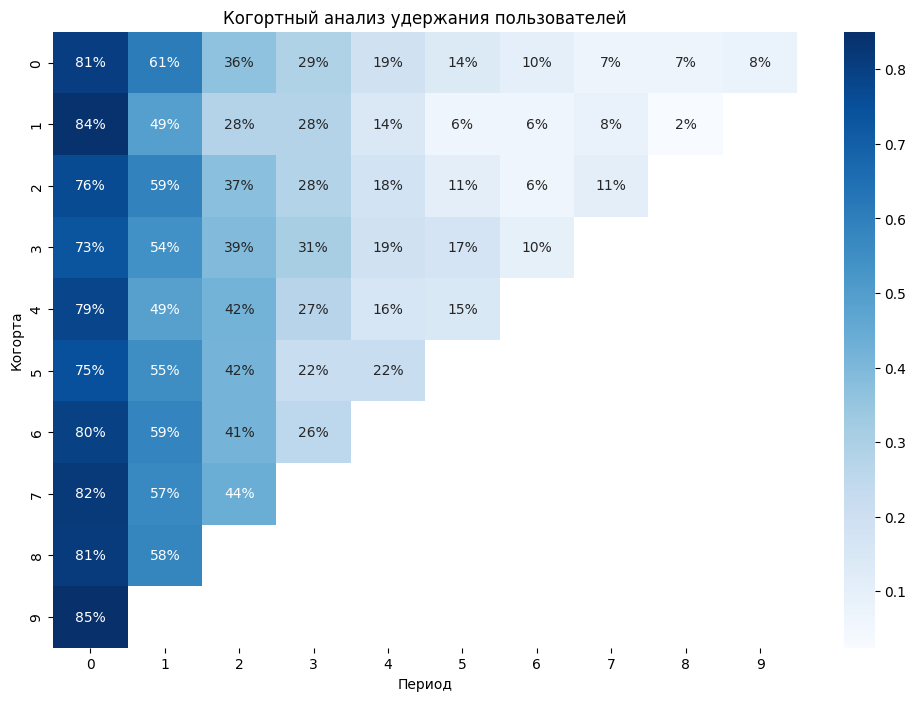 Когортный анализ удержания пользователей
0 81% 61% 36% 29% 19% 14% 10% 7% 7% 8%
1 84% 49% 28% 28% 14% 6% 6% 8% 2%
2 76% 59% 37% 28% 18% 11% 6% 11%
3 73% 54% 39% 31% 19% 17% 10%
4 79% 49% 42% 27% 16% 15%
5 75% 55% 42% 22% 22%
6 80% 59% 41% 26%
7 82% 57% 44%
8 81% 58%
9 85%
Когорта
0 1 2 3 4 5 6 7 8 9
Период
0.8
0.7
0.6
0.5
0.4
0.3
0.2
0.1